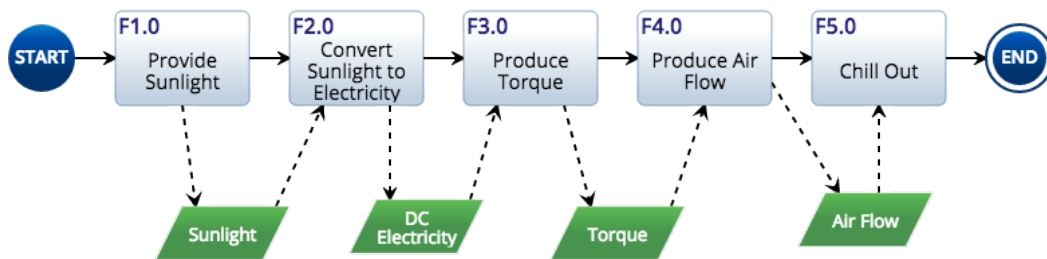 START
F1.0
Provide
Sunlight
F2.0
Convert
Sunlight to
Electricity
F3.0
Produce
Torque
F4.0
Produce Air
Flow
F5.0
Chill Out
END
Sunlight
DC
Electricity
Torque
Air Flow